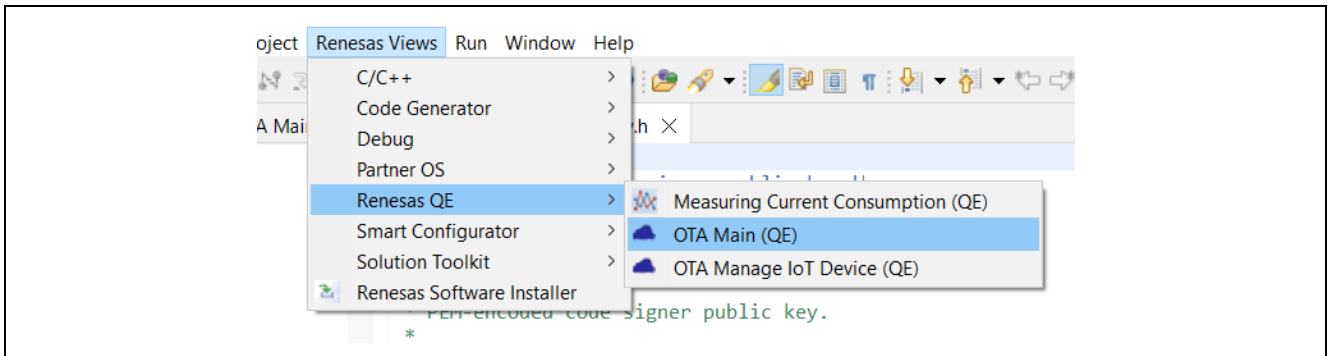 oject Renesas Views Run Window Help
C/C++ >
Code Generator >
A Mai
.h ×
Debug >
Partner OS >
Renesas QE >
Measuring Current Consumption (QE)
Smart Configurator >
OTA Main (QE)
Solution Toolkit >
OTA Manage IoT Device (QE)
Renesas Software Installer
* PEM-encoded code signer public key.
*